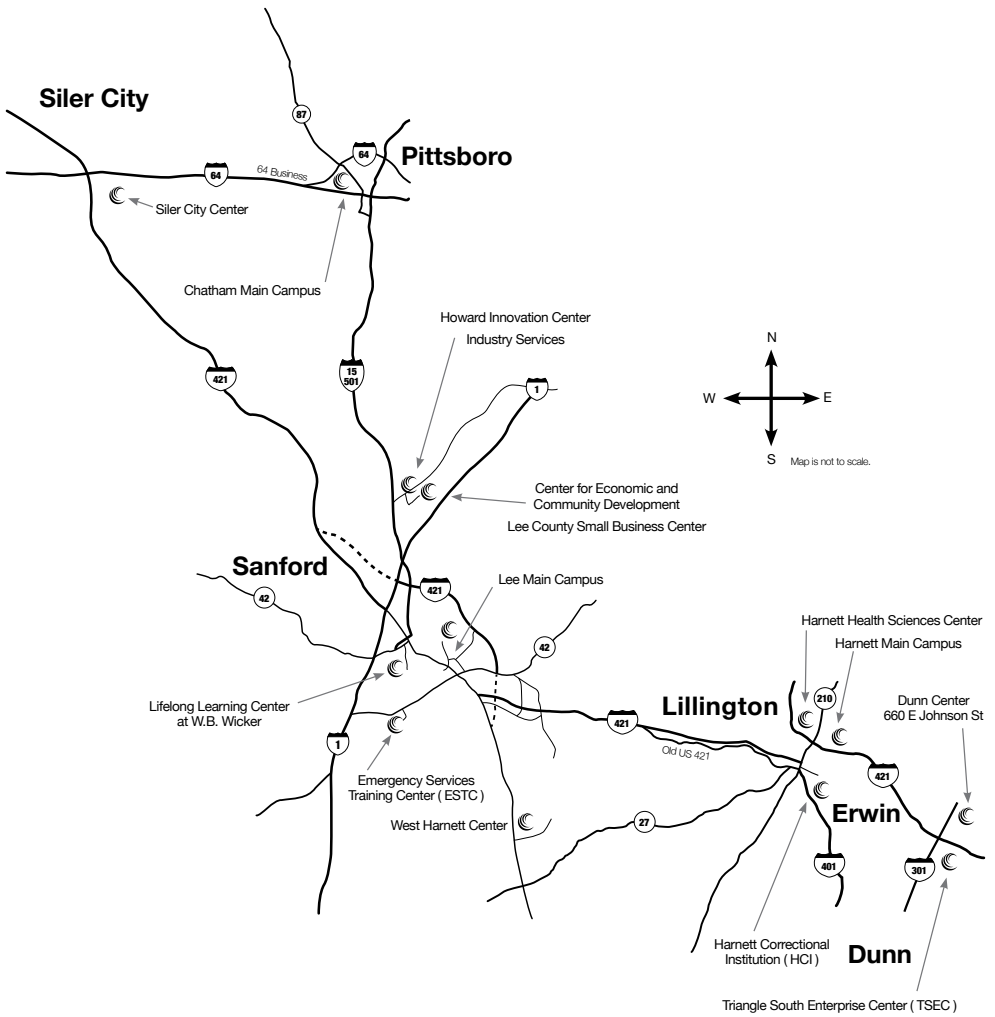 Siler City
87
64
Pittsboro
64
64 Business
Siler City Center
Chatham Main Campus
Howard Innovation Center
Industry Services
N
421
15
501
1
W
E
S
Map is not to scale.
Center for Economic and
Community Development
Lee County Small Business Center
Sanford
42
421
Lee Main Campus
42
Harnett Health Sciences Center
Harnett Main Campus
Lifelong Learning Center
at W.B. Wicker
Lillington
210
Dunn Center
660 E Johnson St
421
Old US 421
1
421
Emergency Services
Training Center ( ESTC )
West Harnett Center
27
Erwin
401
301
Harnett Correctional
Institution ( HCI )
Dunn
Triangle South Enterprise Center ( TSEC )